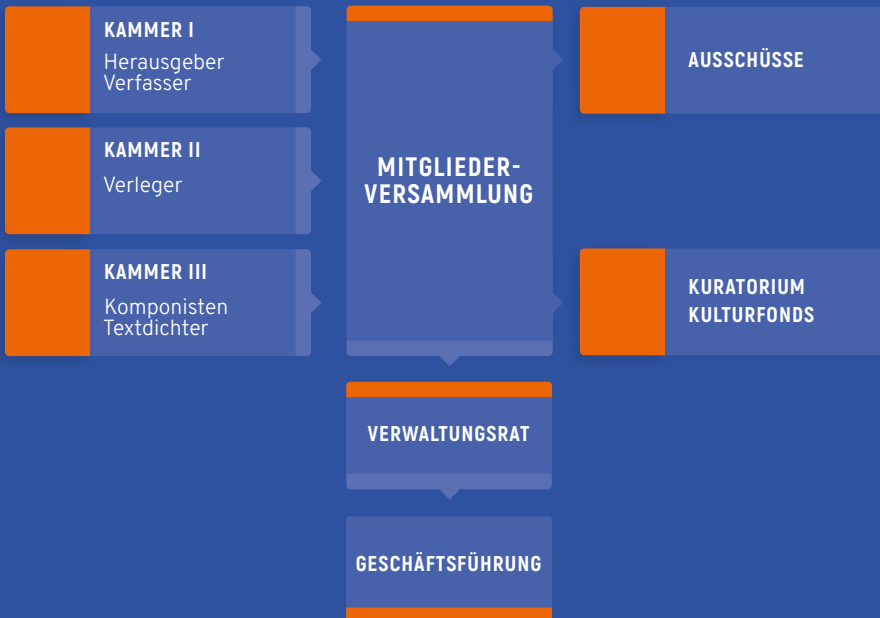 KAMMER I
Herausgeber
Verfasser
KAMMER II
Verleger
KAMMER III
Komponisten
Textdichter
MITGLIEDER-
VERSAMMLUNG
AUSSCHÜSSE
KURATORIUM
KULTURFONDS
VERWALTUNGSRAT
GESCHÄFTSFÜHRUNG